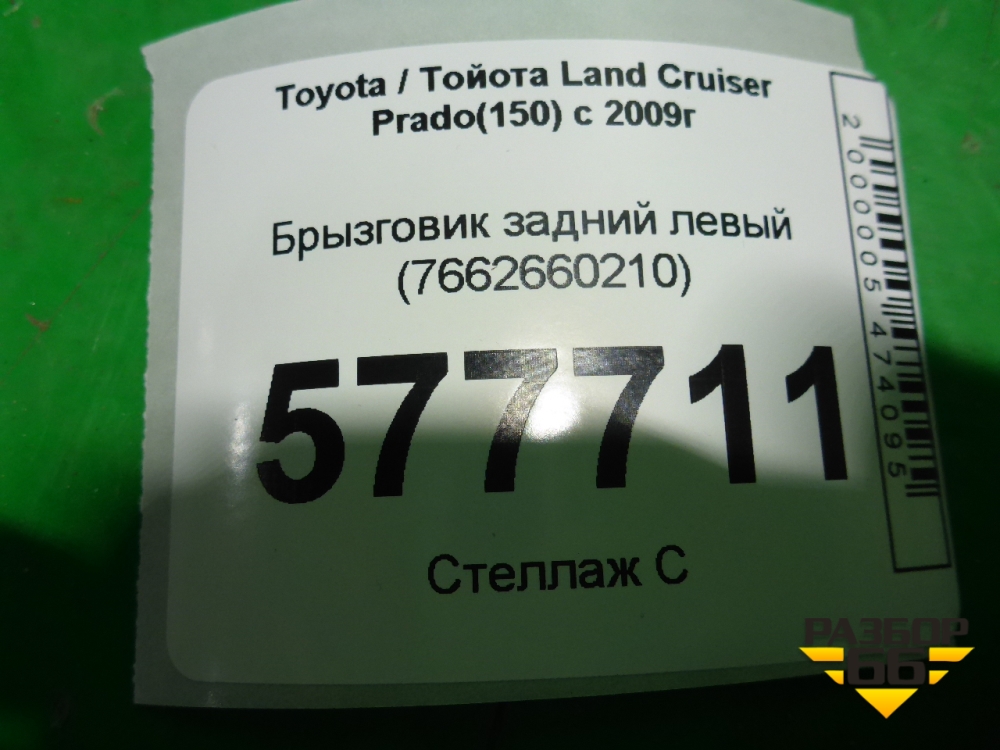 Toyota / Тойота Land Cruiser
Prado(150) с 2009г
Брызговик задний левый
(7662660210)
577711
Стеллаж С
2000005474095
РАЗБОР
66